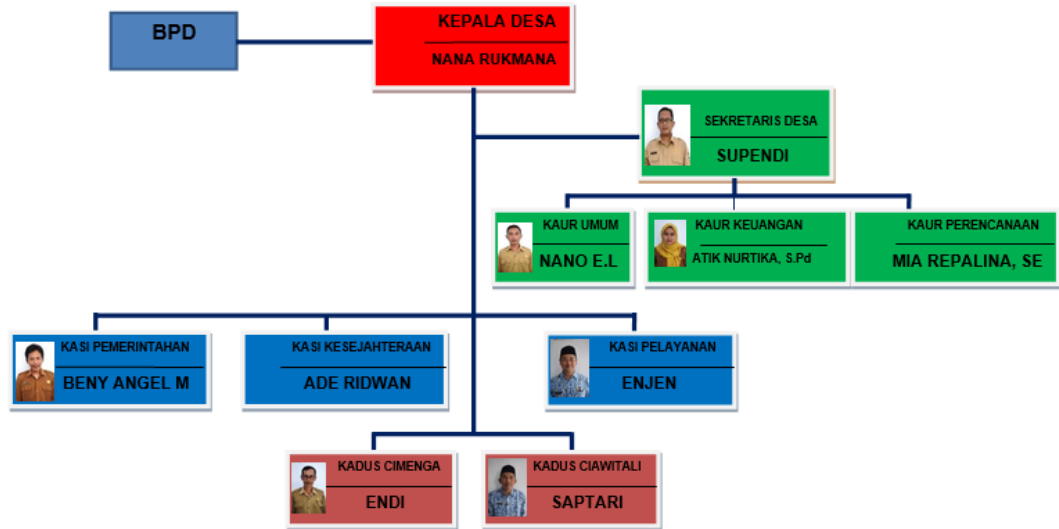 BPD
KEPALA DESA
NANA RUKMANA
SEKRETARIS DESA
SUPENDI
KAUR UMUM
NANO E.L
KAUR KEUANGAN
ATIK NURTIKA, S.Pd
KAUR PERENCANAAN
MIA REPALINA, SE
KASI PEMERINTAHAN
BENY ANGEL M
KASI KESEJAHTERAAN
ADE RIDWAN
KASI PELAYANAN
ENJEN
KADUS CIMENGA
ENDI
KADUS CIAWITALI
SAPTARI